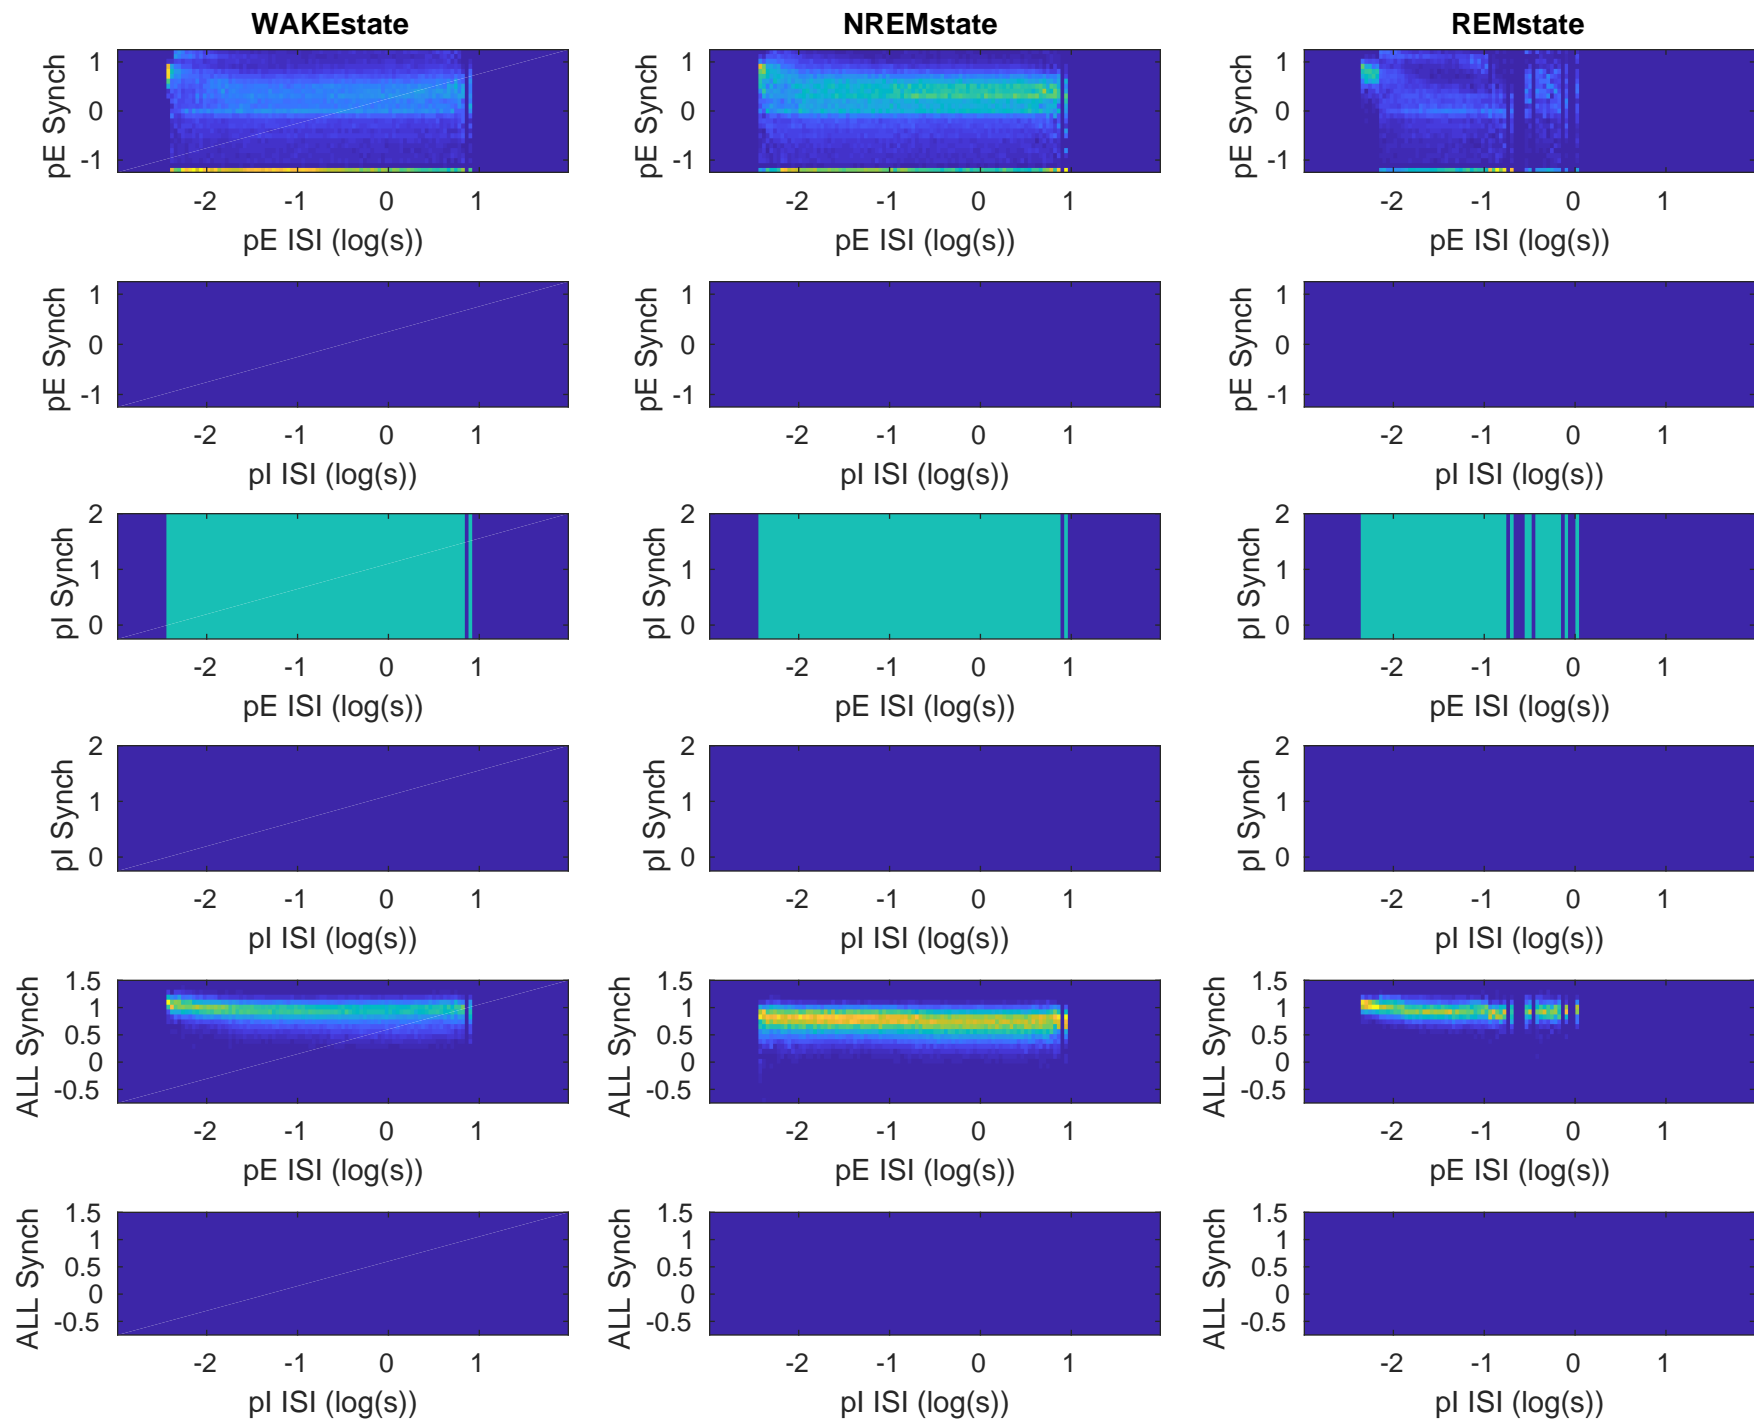 WAKEstate NREMstate REMstate
pE Synch 1 0 -1 pE Synch 1 0 -1 pE Synch 1 0 -1
-2 -1 0 1 -2 -1 0 1 -2 -1 0 1
pE ISI (log(s)) pE ISI (log(s)) pE ISI (log(s))
pE Synch 1 0 -1 pE Synch 1 0 -1 pE Synch 1 0 -1
-2 -1 0 1 -2 -1 0 1 -2 -1 0 1
pI ISI (log(s)) pI ISI (log(s)) pI ISI (log(s))
pI Synch 2 1 0 pI Synch 2 1 0 pI Synch 2 1 0
-2 -1 0 1 -2 -1 0 1 -2 -1 0 1
pE ISI (log(s)) pE ISI (log(s)) pE ISI (log(s))
pI Synch 2 1 0 pI Synch 2 1 0 pI Synch 2 1 0
-2 -1 0 1 -2 -1 0 1 -2 -1 0 1
pI ISI (log(s)) pI ISI (log(s)) pI ISI (log(s))
ALL Synch 1.5 1 0.5 0 -0.5 ALL Synch 1.5 1 0.5 0 -0.5 ALL Synch 1.5 1 0.5 0 -0.5
-2 -1 0 1 -2 -1 0 1 -2 -1 0 1
pE ISI (log(s)) pE ISI (log(s)) pE ISI (log(s))
ALL Synch 1.5 1 0.5 0 -0.5 ALL Synch 1.5 1 0.5 0 -0.5 ALL Synch 1.5 1 0.5 0 -0.5
-2 -1 0 1 -2 -1 0 1 -2 -1 0 1
pI ISI (log(s)) pI ISI (log(s)) pI ISI (log(s))